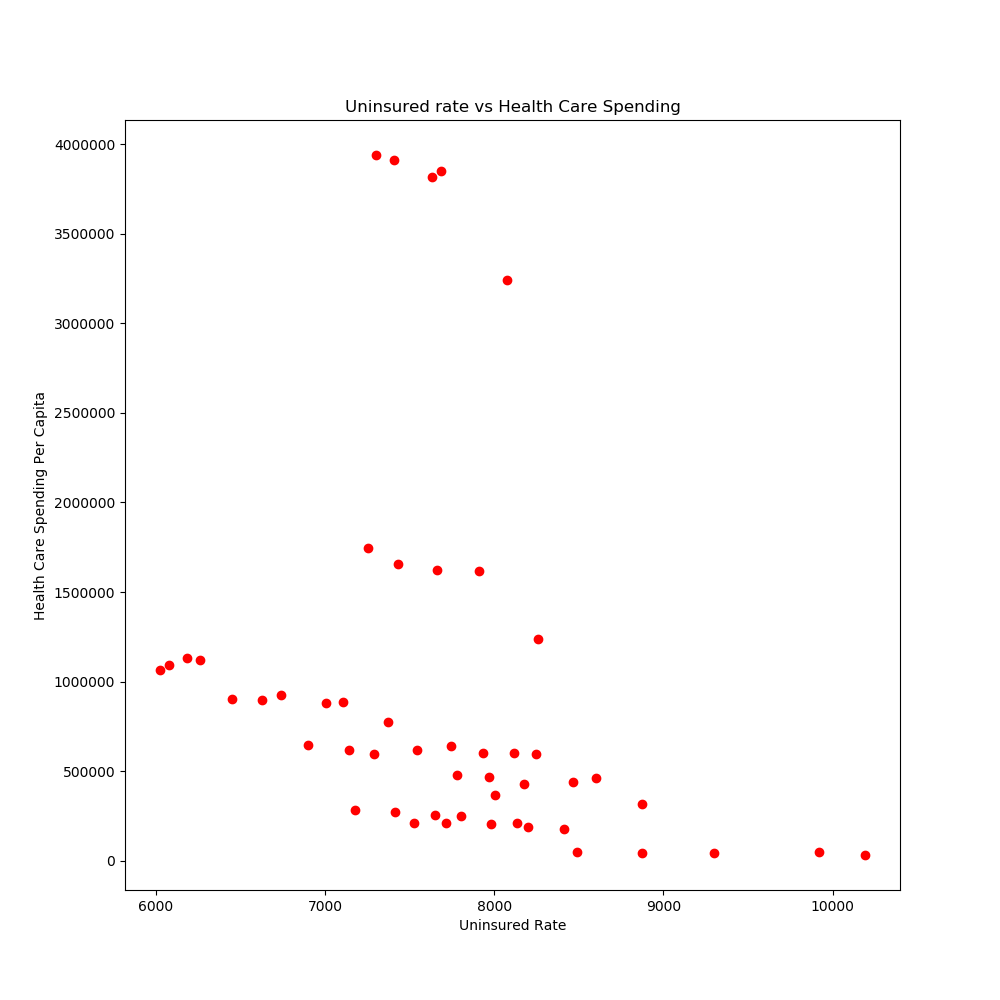 Uninsured rate vs Health Care Spending
4000000
3500000
3000000
2500000
2000000
1500000
1000000
500000
0
Health Care Spending Per Capita
6000 7000 8000 9000 10000
Uninsured Rate